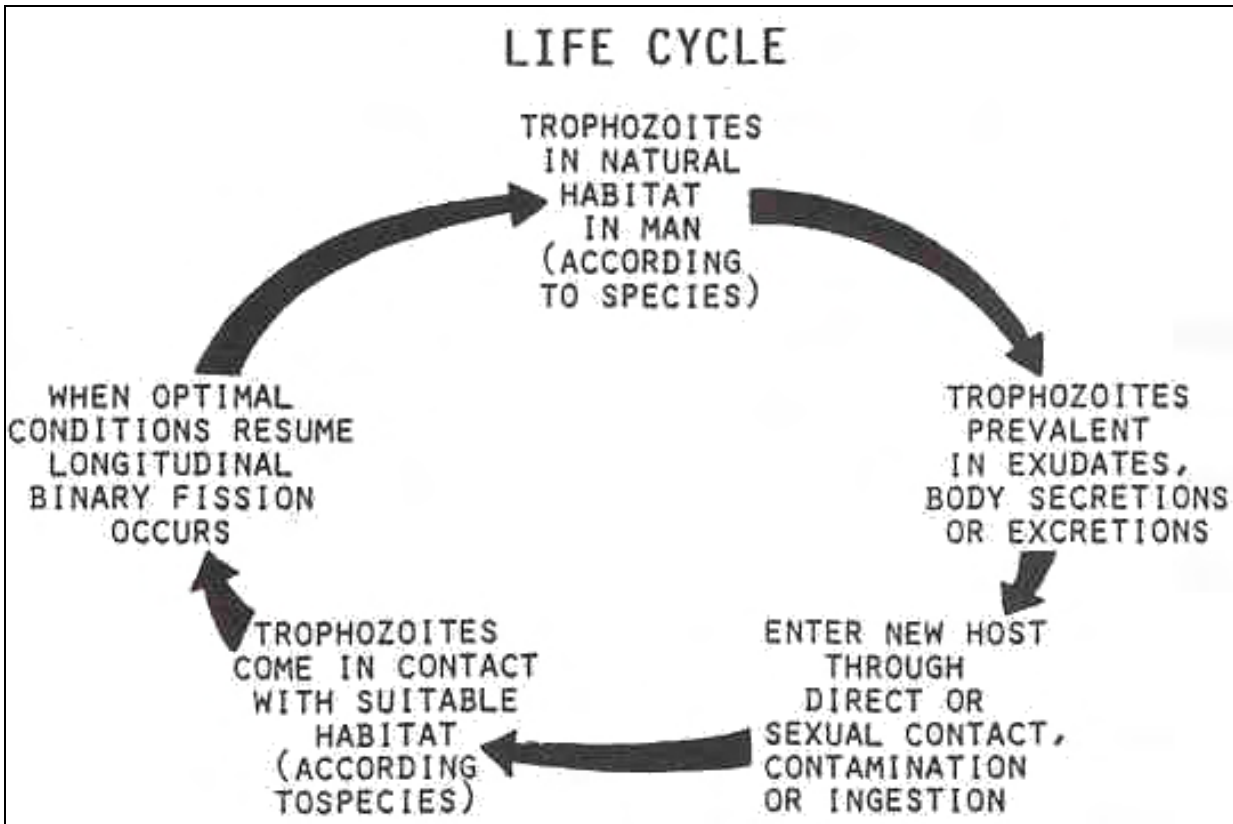 LIFE CYCLE
TROPHOZOITES
IN NATURAL
HABITAT
IN MAN
(ACCORDING
TO SPECIES)
TROPHOZOITES
PREVALENT
IN EXUDATES,
BODY SECRETIONS
OR EXCRETIONS
ENTER NEW HOST
THROUGH
DIRECT OR
SEXUAL CONTACT,
CONTAMINATION
OR INGESTION
TROPHOZOITES
COME IN CONTACT
WITH SUITABLE
HABITAT
(ACCORDING
TOSPECIES)
WHEN OPTIMAL
CONDITIONS RESUME
LONGITUDINAL
BINARY FISSION
OCCURS